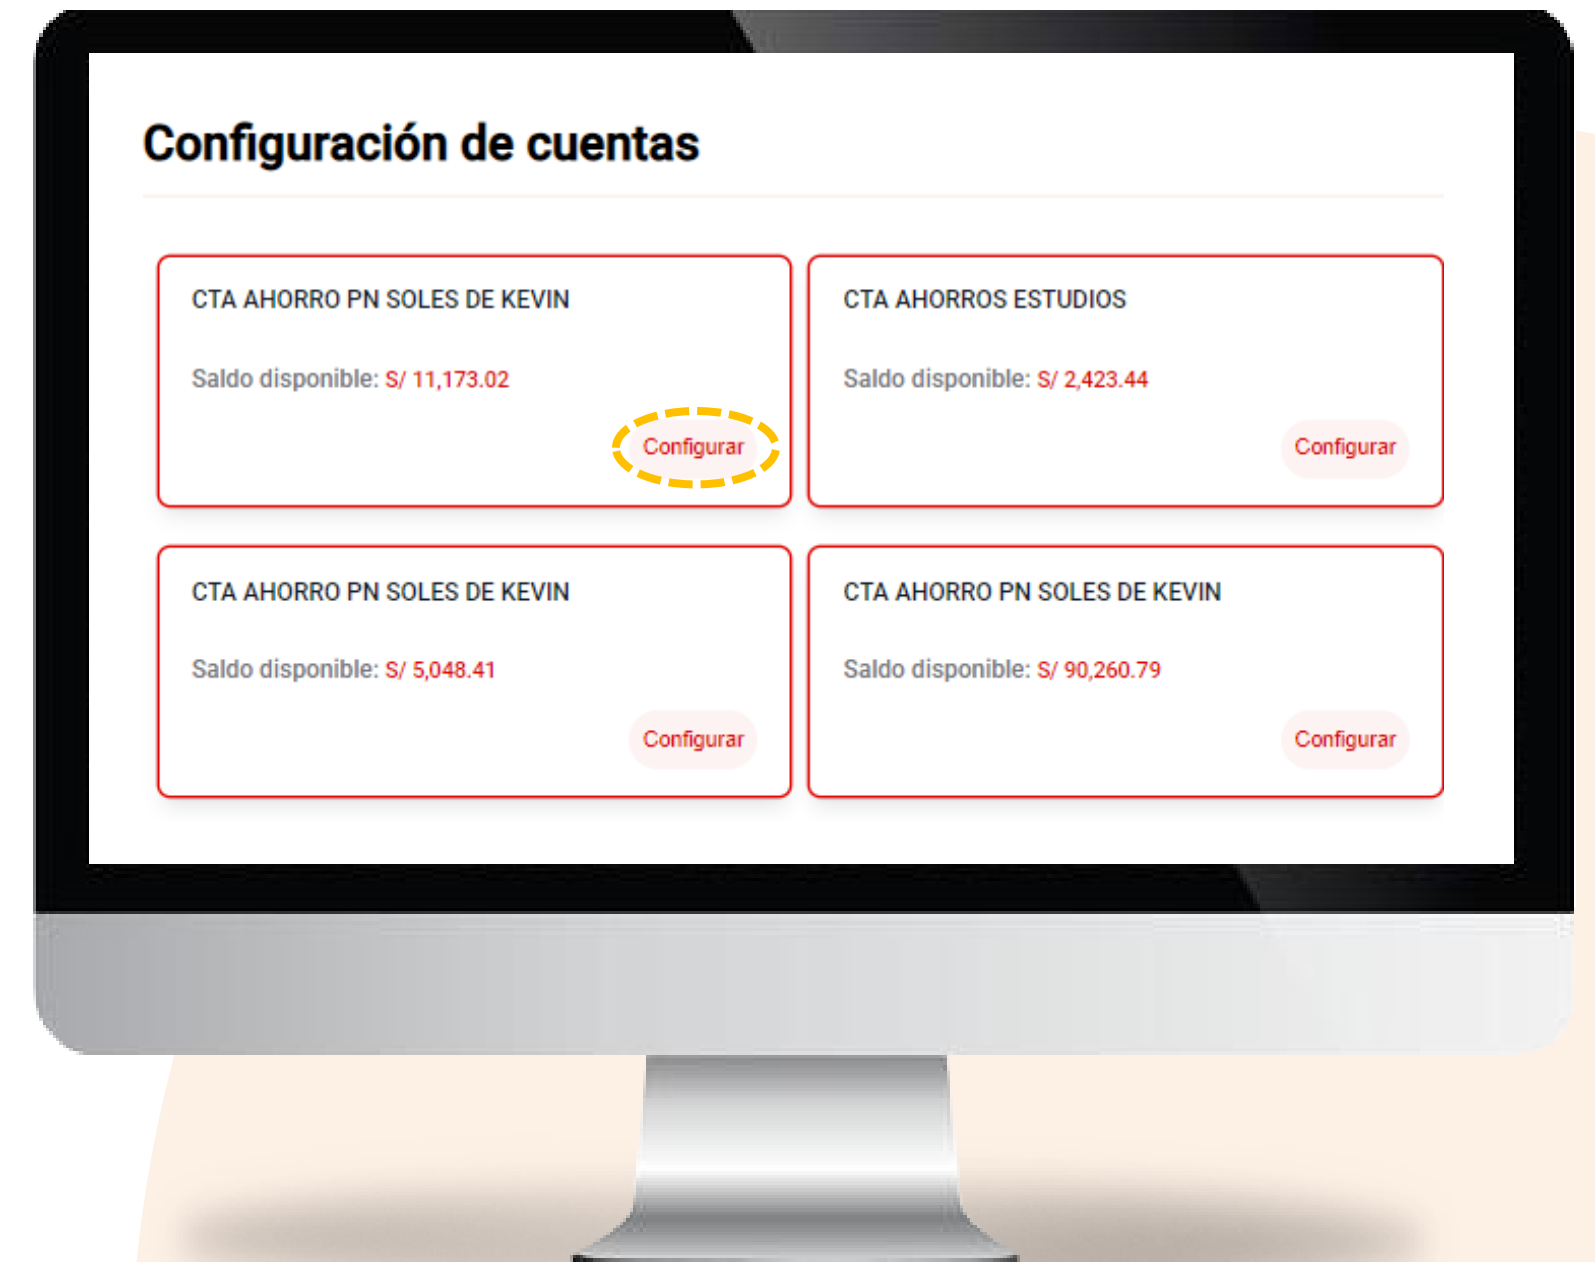 Configuración de cuentas
CTA AHORRO PN SOLES DE KEVIN
Saldo disponible: S/ 11,173.02
Configurar
CTA AHORROS ESTUDIOS
Saldo disponible: S/ 2,423.44
Configurar
CTA AHORRO PN SOLES DE KEVIN
Saldo disponible: S/ 5,048.41
Configurar
CTA AHORRO PN SOLES DE KEVIN
Saldo disponible: S/ 90,260.79
Configurar